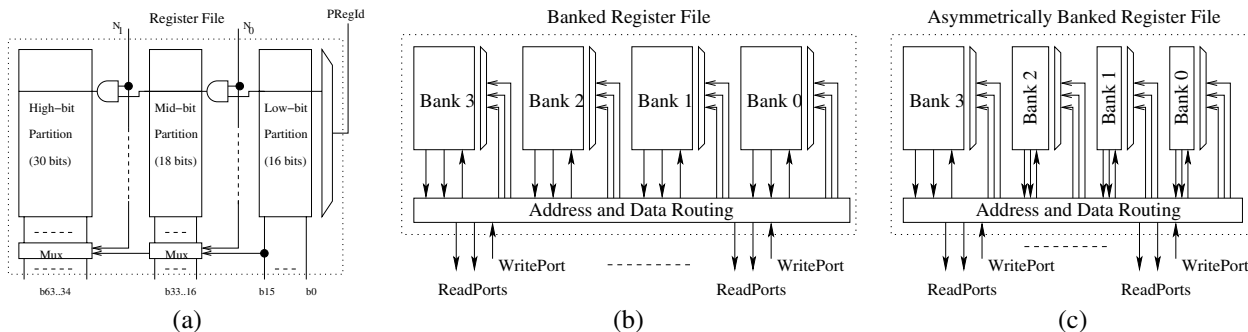 Register File
PRegId
N1
N0
High-bit
Partition
(30 bits)
Mid-bit
Partition
(18 bits)
Low-bit
Partition
(16 bits)
Mux
Mux
b63..34
b33..16
b15
b0
(a)
Banked Register File
Bank 3
Bank 2
Bank 1
Bank 0
Address and Data Routing
WritePort
WritePort
ReadPorts
ReadPorts
(b)
Asymmetrically Banked Register File
Bank 3
Bank 2
Bank 1
Bank 0
Address and Data Routing
WritePort
WritePort
ReadPorts
ReadPorts
(c)